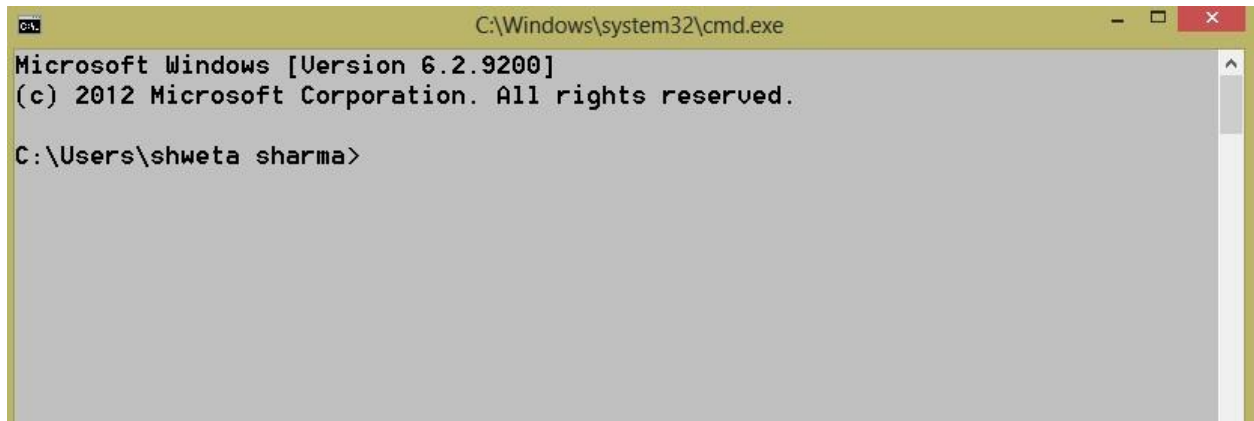 C:\Windows\system32\cmd.exe
Microsoft Windows [Version 6.2.9200]
(c) 2012 Microsoft Corporation. All rights reserved.
C:\Users\shweta sharma>